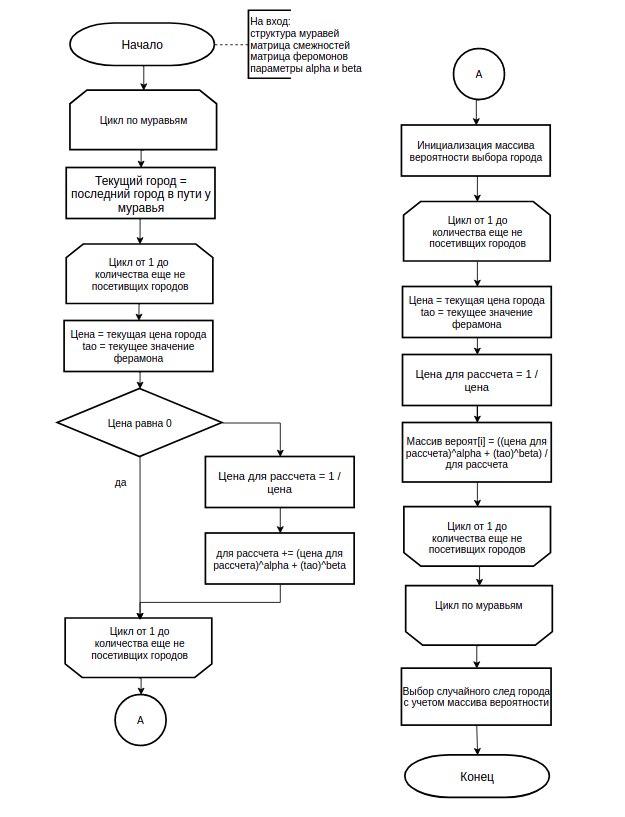 Начало
На вход:
структура муравей
матрица смежностей
матрица феромонов
параметры alpha и beta
Цикл по муравьям
Текущий город =
последний город в пути у
муравья
Цикл от 1 до
количества еще не
посетивщих городов
Цена = текущая цена города
tao = текущее значение
ферамона
Цена равна 0
да
Цена для рассчета = 1 /
цена
для рассчета += (цена для
рассчета)^alpha + (tao)^beta
Цикл от 1 до
количества еще не
посетивщих городов
А
А
Инициализация массива
вероятности выбора города
Цикл от 1 до
количества еще не
посетивщих городов
Цена = текущая цена города
tao = текущее значение
ферамона
Цена для рассчета = 1 /
цена
Массив вероят[i] = ((цена для
рассчета)^alpha + (tao)^beta) /
для рассчета
Цикл от 1 до
количества еще не
посетивщих городов
Цикл по муравьям
Выбор случайного след города
с учетом массива вероятности
Конец